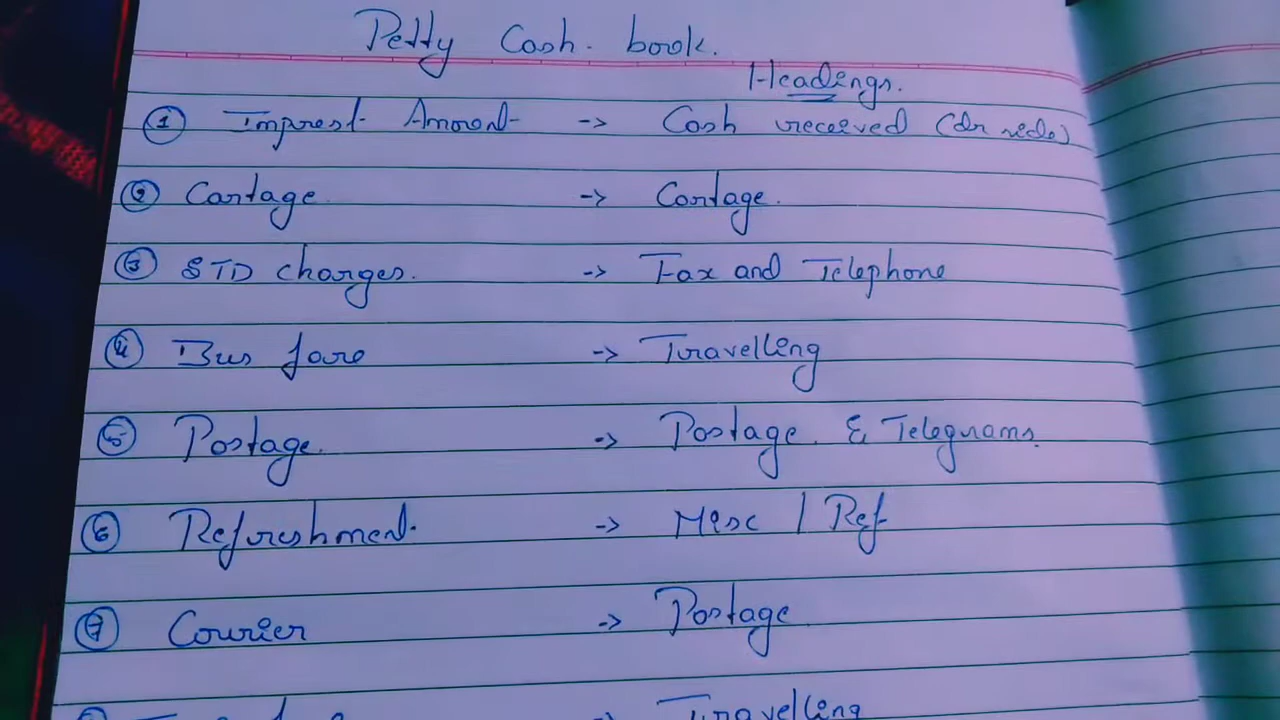 Petty Cash. book.
Headings.
① Imprest Amount -> Cash received (dr side)
② Cartage. -> Cartage.
③ STD charges. -> Fax and Telephone
④ Bus fare -> Travelling
⑤ Postage. -> Postage. & Telegrams.
⑥ Refreshment. -> Misc / Ref
⑦ Courier -> Postage
-> Travelling